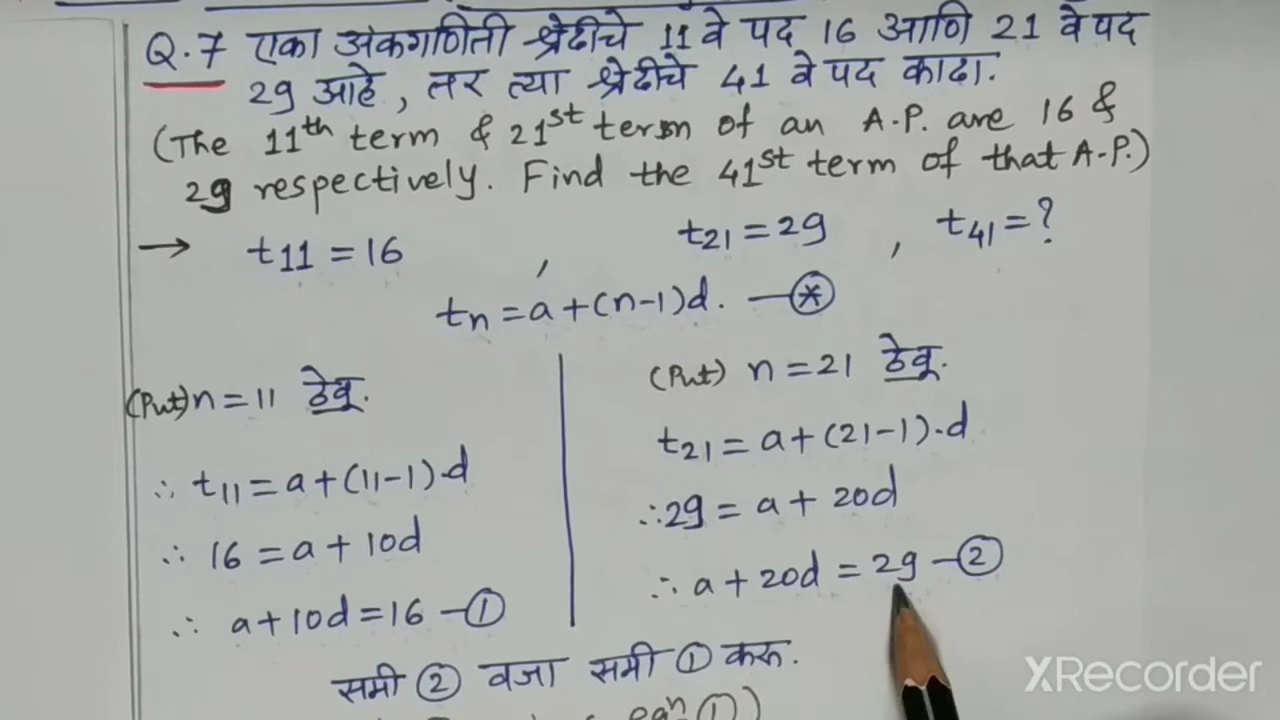 Q.7 एका अंकगणिती श्रेढीचे 11 वे पद 16 आणि 21 वे पद
29 आहे, तर त्या श्रेढीचे 41 वे पद काढा.
(The 11th term & 21st term of an A.P. are 16 &
29 respectively. Find the 41st term of that A.P.)
→ t11 = 16 , t21 = 29 , t41 = ?
tn = a + (n-1)d. —(*)
(Put) n = 11 ठेवू.
∴ t11 = a + (11-1)·d
∴ 16 = a + 10d
∴ a + 10d = 16 —①
(Put) n = 21 ठेवू.
t21 = a + (21-1)·d
∴ 29 = a + 20d
∴ a + 20d = 29 —②
समी ② वजा समी ① करू.
eqn ①)
XRecorder